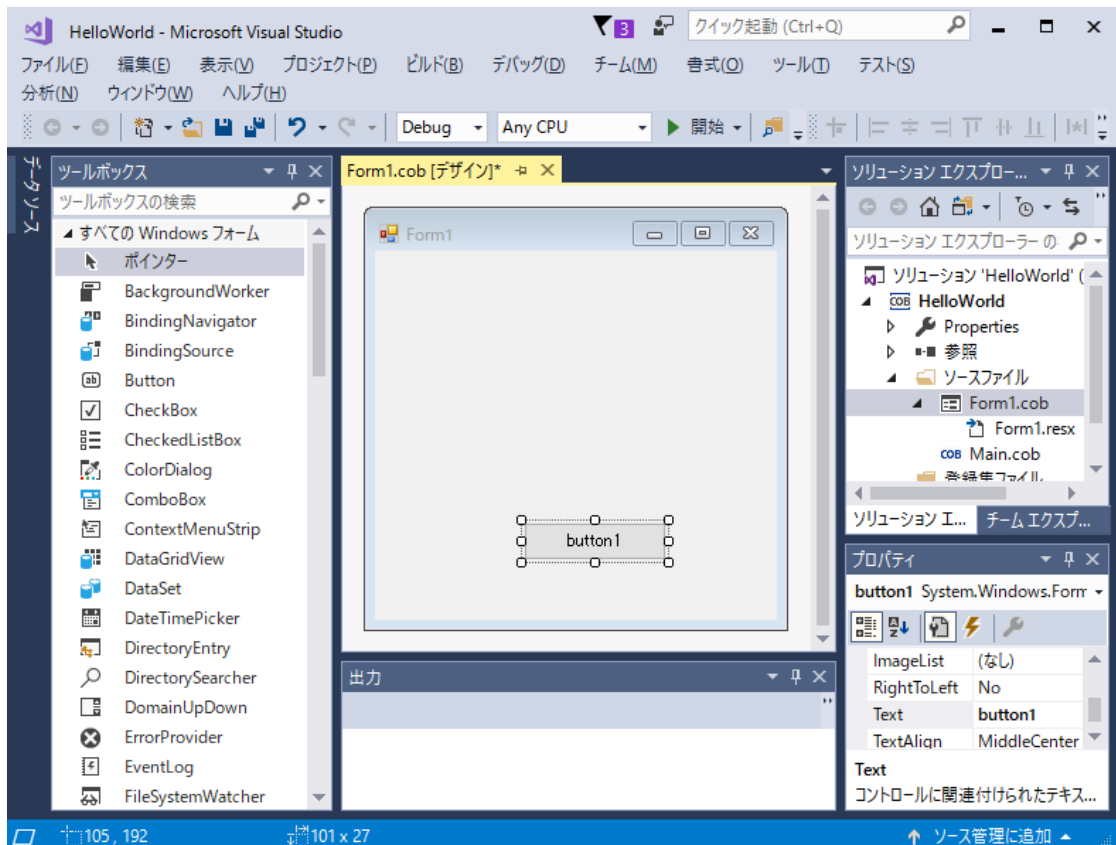 HelloWorld - Microsoft Visual Studio
3
クイック起動 (Ctrl+Q)
ファイル(F) 編集(E) 表示(V) プロジェクト(P) ビルド(B) デバッグ(D) チーム(M) 書式(O) ツール(T) テスト(S)
分析(N) ウィンドウ(W) ヘルプ(H)
Debug Any CPU 開始
データ ソース
ツールボックス
ツールボックスの検索
すべての Windows フォーム
ポインター
BackgroundWorker
BindingNavigator
BindingSource
Button
CheckBox
CheckedListBox
ColorDialog
ComboBox
ContextMenuStrip
DataGridView
DataSet
DateTimePicker
DirectoryEntry
DirectorySearcher
DomainUpDown
ErrorProvider
EventLog
FileSystemWatcher
Form1.cob [デザイン]*
Form1
button1
出力
ソリューション エクスプロー...
ソリューション エクスプローラー の
ソリューション 'HelloWorld' (
HelloWorld
Properties
参照
ソースファイル
Form1.cob
Form1.resx
Main.cob
登録集ファイル
ソリューション エ... チーム エクスプ...
プロパティ
button1 System.Windows.Form
ImageList (なし)
RightToLeft No
Text button1
TextAlign MiddleCenter
Text
コントロールに関連付けられたテキス...
105 , 192 101 x 27 ソース管理に追加